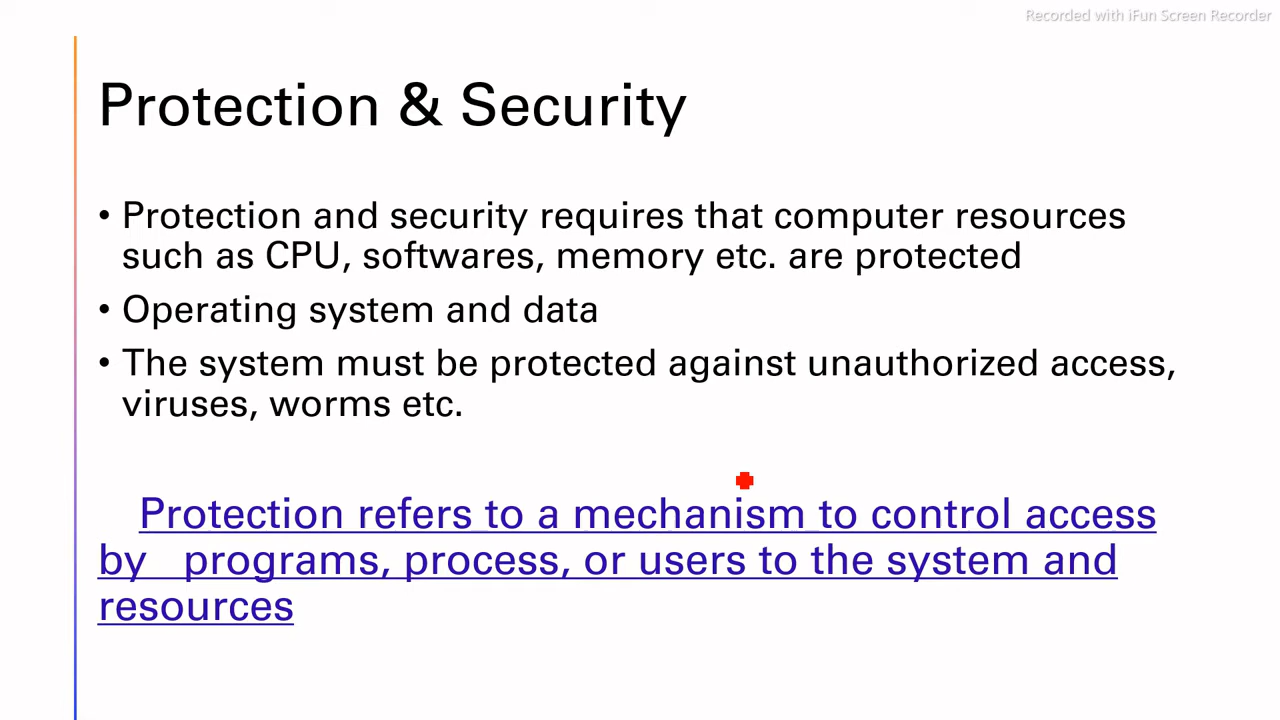 Recorded with iFun Screen Recorder
Protection & Security
• Protection and security requires that computer resources
such as CPU, softwares, memory etc. are protected
• Operating system and data
• The system must be protected against unauthorized access,
viruses, worms etc.
Protection refers to a mechanism to control access
by programs, process, or users to the system and
resources